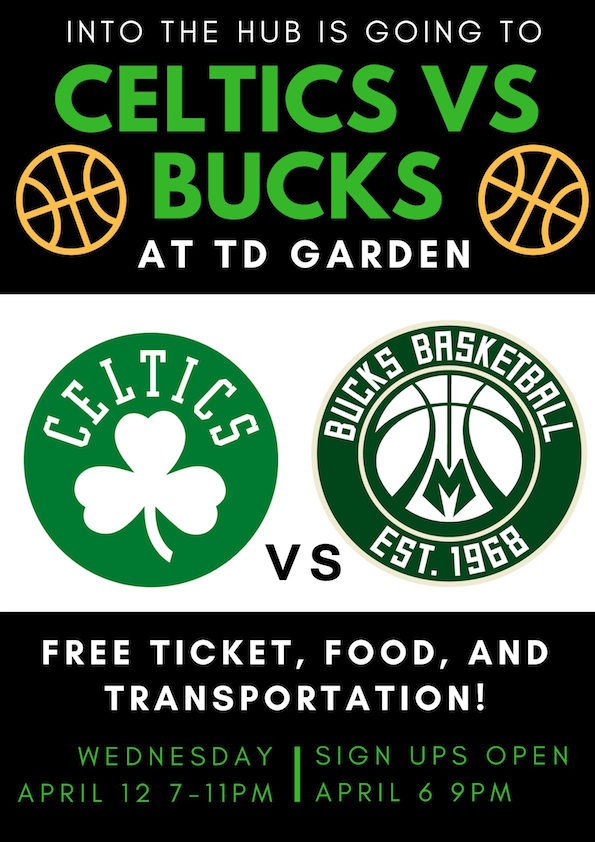 INTO THE HUB IS GOING TO
CELTICS VS
BUCKS
AT TD GARDEN
CELTICS
BUCKS BASKETBALL
EST. 1968
VS
FREE TICKET, FOOD, AND
TRANSPORTATION!
WEDNESDAY
APRIL 12 7-11PM
SIGN UPS OPEN
APRIL 6 9PM